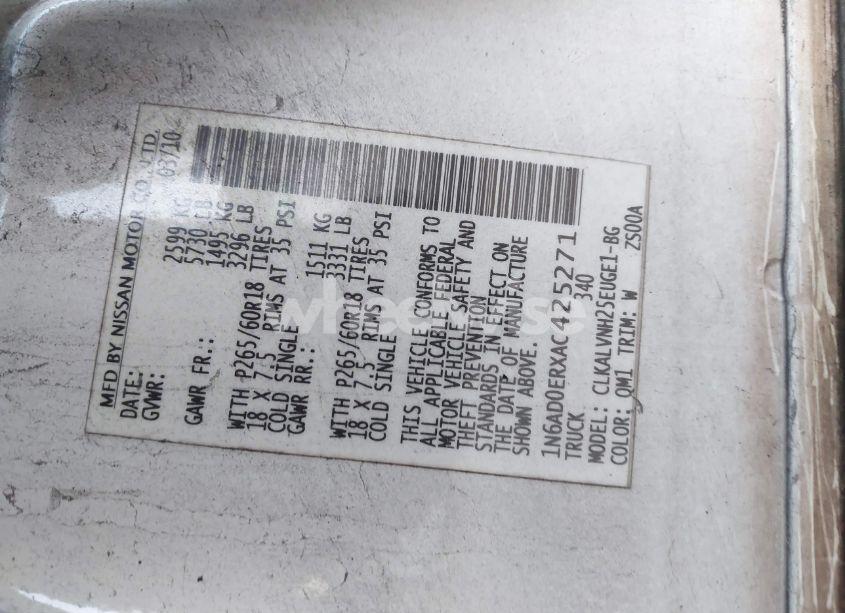 MFD BY NISSAN MOTOR CO., LTD.
DATE: 03/10
GVWR: 2599 KG
5730 LB
GAWR FR.: 1495 KG
3296 LB
WITH P265/60R18 TIRES
18 X 7.5 RIMS AT 35 PSI
COLD SINGLE
GAWR RR.: 1511 KG
3331 LB
WITH P265/60R18 TIRES
18 X 7.5 RIMS AT 35 PSI
COLD SINGLE
THIS VEHICLE CONFORMS TO
ALL APPLICABLE FEDERAL
MOTOR VEHICLE SAFETY AND
THEFT PREVENTION
STANDARDS IN EFFECT ON
THE DATE OF MANUFACTURE
SHOWN ABOVE.
1N6AD0ERXAC425271
TRUCK 340
MODEL: CLKALVNH25EUGE1-BG
COLOR: QM1 TRIM: W ZS00A